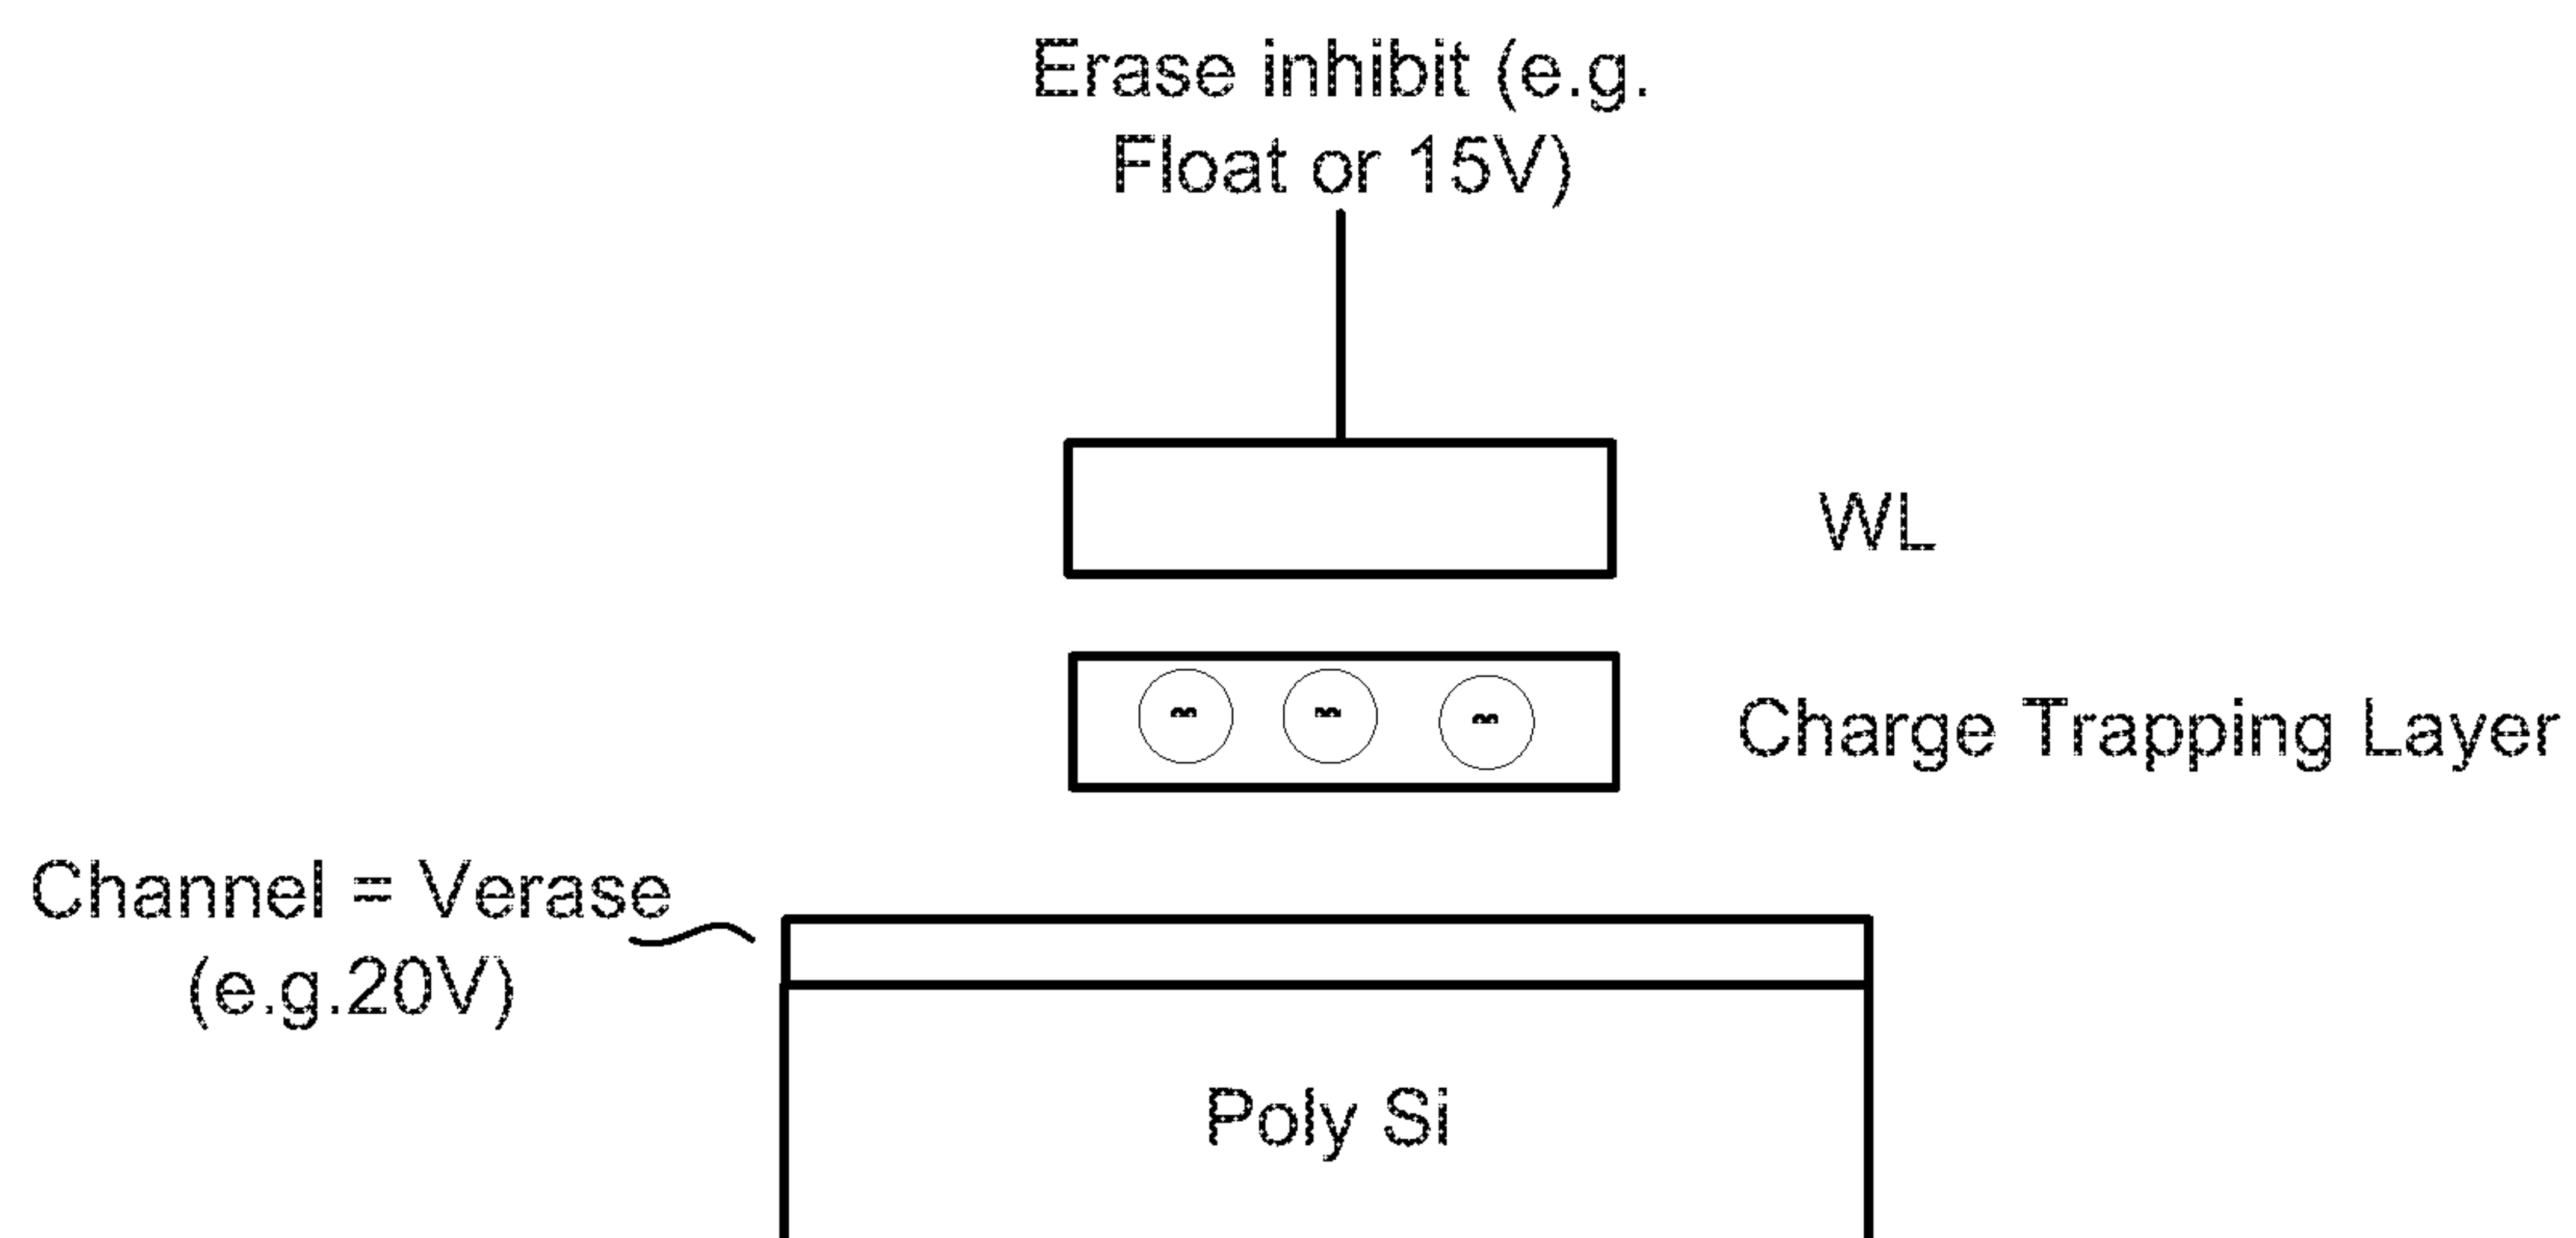 Erase inhibit (e.g.
Float or 15V)
WL
Charge Trapping Layer
Channel = Verase
(e.g.20V)
Poly Si